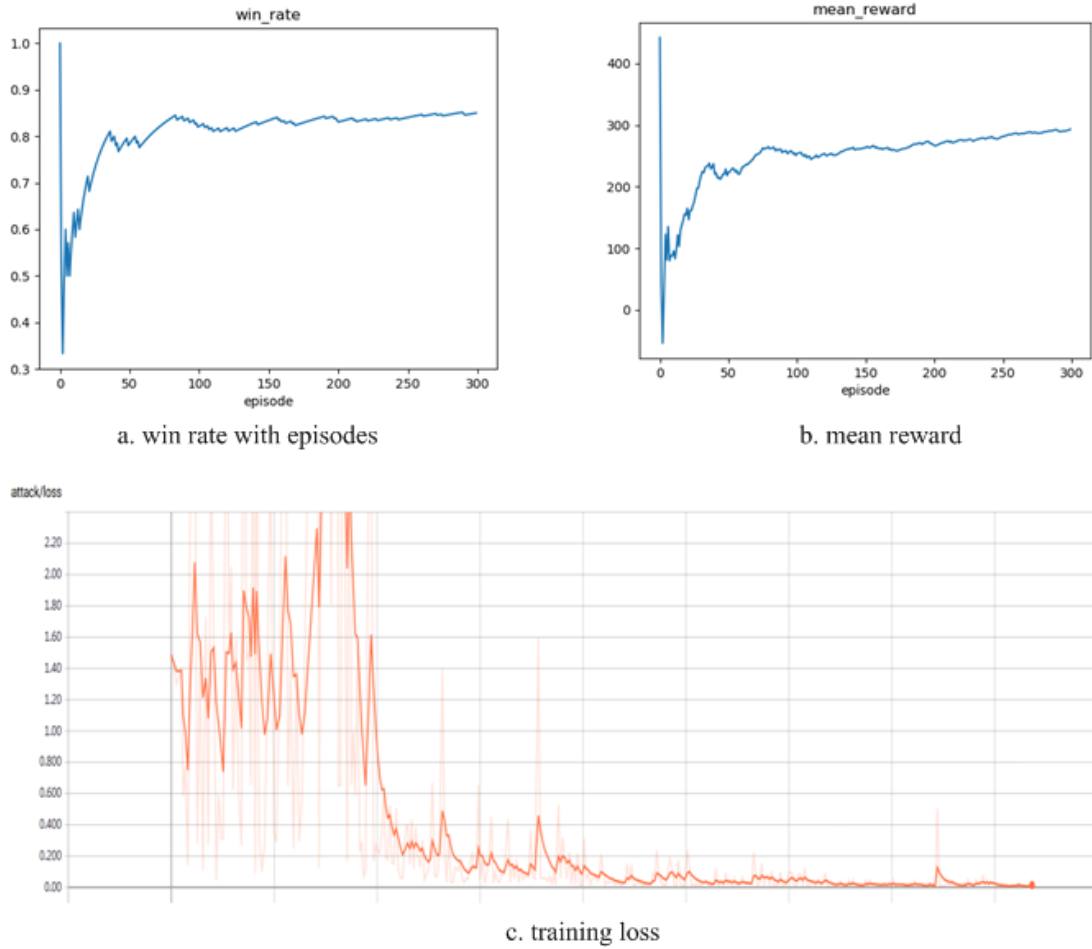 win_rate
1.0
0.9
0.8
0.7
0.6
0.5
0.4
0.3
0 50 100 150 200 250 300
episode
a. win rate with episodes
mean_reward
400
300
200
100
0
0 50 100 150 200 250 300
episode
b. mean reward
attack/loss
2.20
2.00
1.80
1.60
1.40
1.20
1.00
0.800
0.600
0.400
0.200
0.00
c. training loss